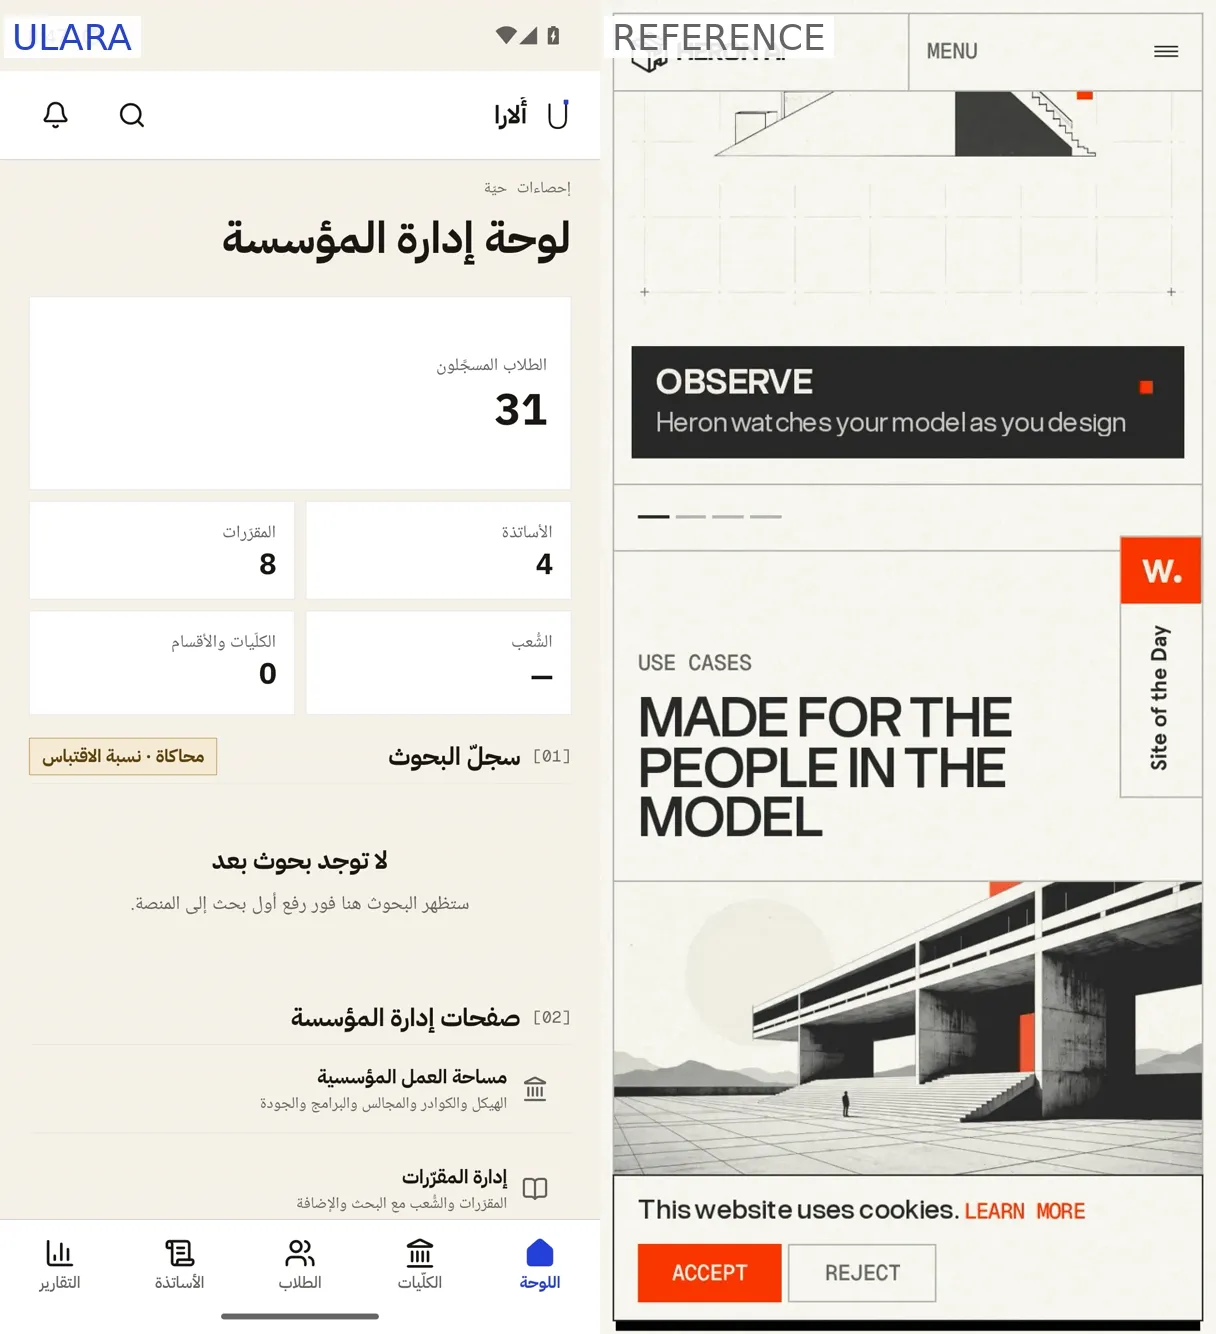 ULARA
ألارا
إحصاءات حيّة
لوحة إدارة المؤسسة
الطلاب المسجّلون
31
الأساتذة
4
المقرّرات
8
الشُّعب
—
الكلّيات والأقسام
0
[01] سجلّ البحوث
محاكاة · نسبة الاقتباس
لا توجد بحوث بعد
ستظهر البحوث هنا فور رفع أول بحث إلى المنصة.
[02] صفحات إدارة المؤسسة
مساحة العمل المؤسسية
الهيكل والكوادر والمجالس والبرامج والجودة
إدارة المقرّرات
المقرّرات والشُّعب مع البحث والإضافة
اللوحة
الكلّيات
الطلاب
الأساتذة
التقارير
REFERENCE
MENU
OBSERVE
Heron watches your model as you design
W.
Site of the Day
USE CASES
MADE FOR THE
PEOPLE IN THE
MODEL
This website uses cookies. LEARN MORE
ACCEPT
REJECT